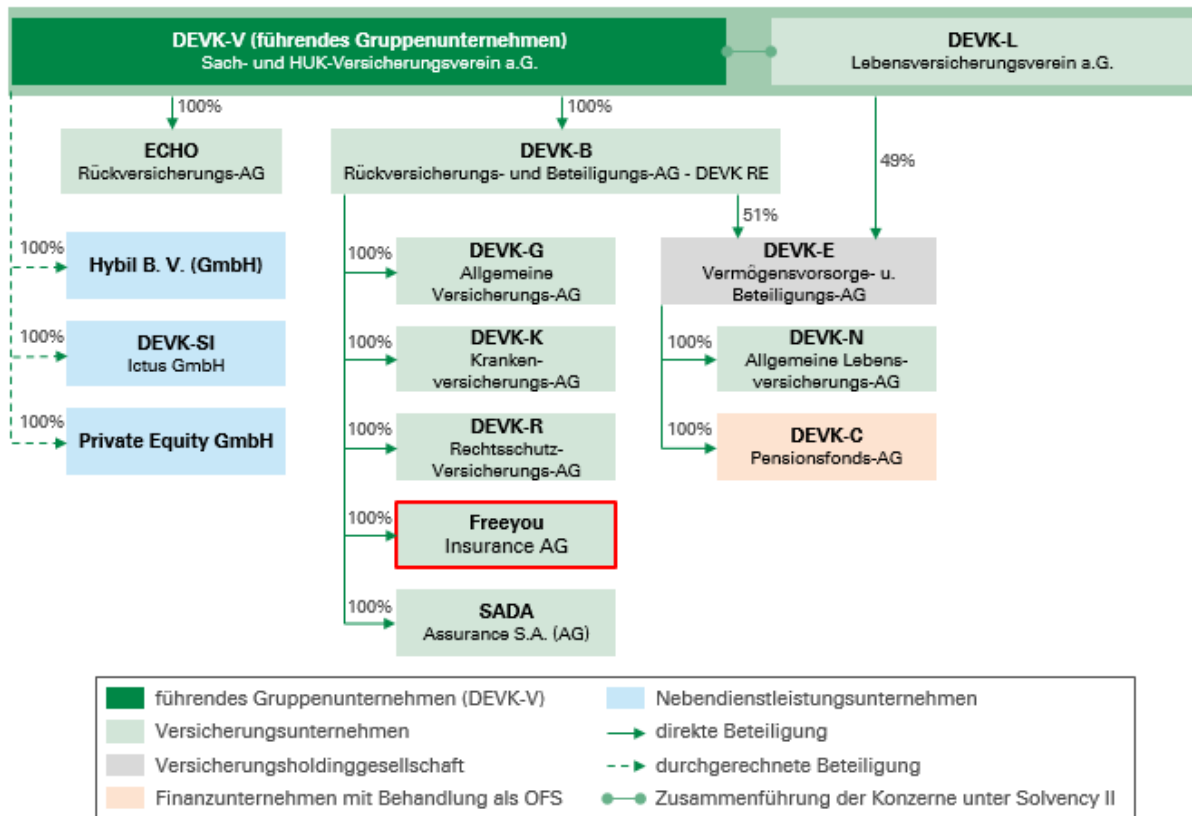 DEVK-V (führendes Gruppenunternehmen)
Sach- und HUK-Versicherungsverein a.G.
DEVK-L
Lebensversicherungsverein a.G.
100%
100%
49%
ECHO
Rückversicherungs-AG
DEVK-B
Rückversicherungs- und Beteiligungs-AG - DEVK RE
51%
100%
Hybil B. V. (GmbH)
100%
DEVK-G
Allgemeine
Versicherungs-AG
DEVK-E
Vermögensvorsorge- u.
Beteiligungs-AG
100%
DEVK-SI
Ictus GmbH
100%
DEVK-K
Kranken-
versicherungs-AG
100%
DEVK-N
Allgemeine Lebens-
versicherungs-AG
100%
Private Equity GmbH
100%
DEVK-R
Rechtsschutz-
Versicherungs-AG
100%
DEVK-C
Pensionsfonds-AG
100%
Freeyou
Insurance AG
100%
SADA
Assurance S.A. (AG)
führendes Gruppenunternehmen (DEVK-V)
Versicherungsunternehmen
Versicherungsholdinggesellschaft
Finanzunternehmen mit Behandlung als OFS
Nebendienstleistungsunternehmen
direkte Beteiligung
durchgerechnete Beteiligung
Zusammenführung der Konzerne unter Solvency II